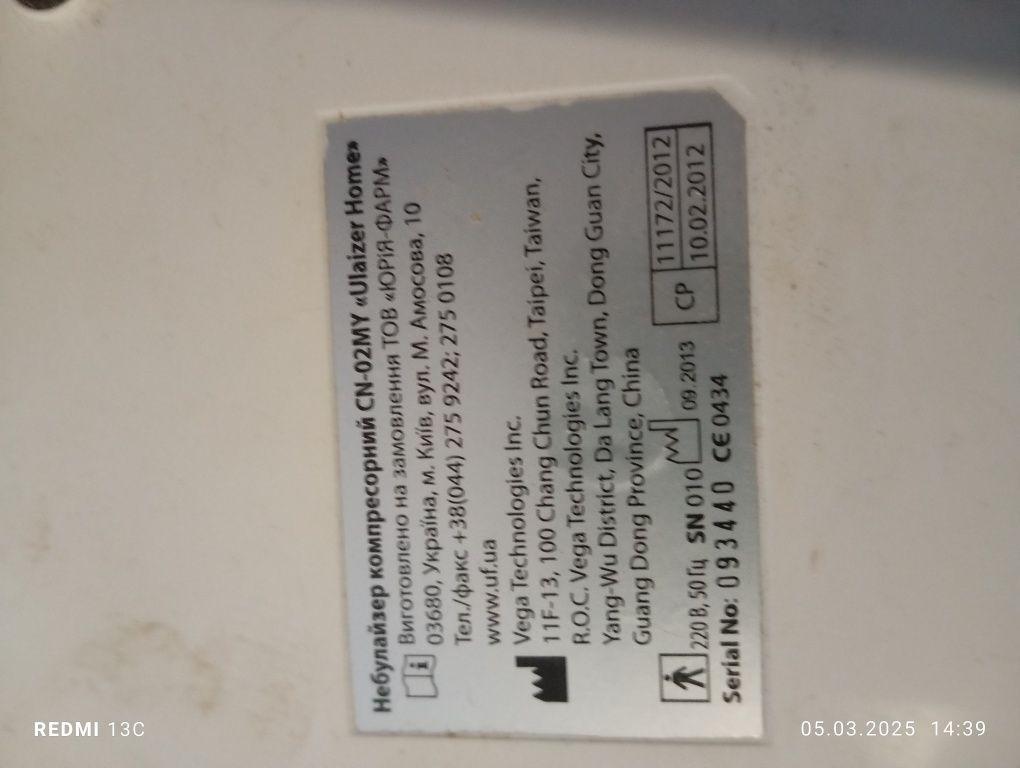 Небулайзер компресорний CN-02MY «Ulaizer Home»
Виготовлено на замовлення ТОВ «ЮРіЯ-ФАРМ»
03680, Україна, м. Київ, вул. М. Амосова, 10
Тел./факс +38(044) 275 9242; 275 0108
www.uf.ua
Vega Technologies Inc.
11F-13, 100 Chang Chun Road, Taipei, Taiwan,
R.O.C. Vega Technologies Inc.
Yang-Wu District, Da Lang Town, Dong Guan City,
Guang Dong Province, China
220 В, 50 Гц SN 010 09.2013
CP 11172/2012
10.02.2012
Serial No: 093440 CE 0434
REDMI 13C
05.03.2025 14:39